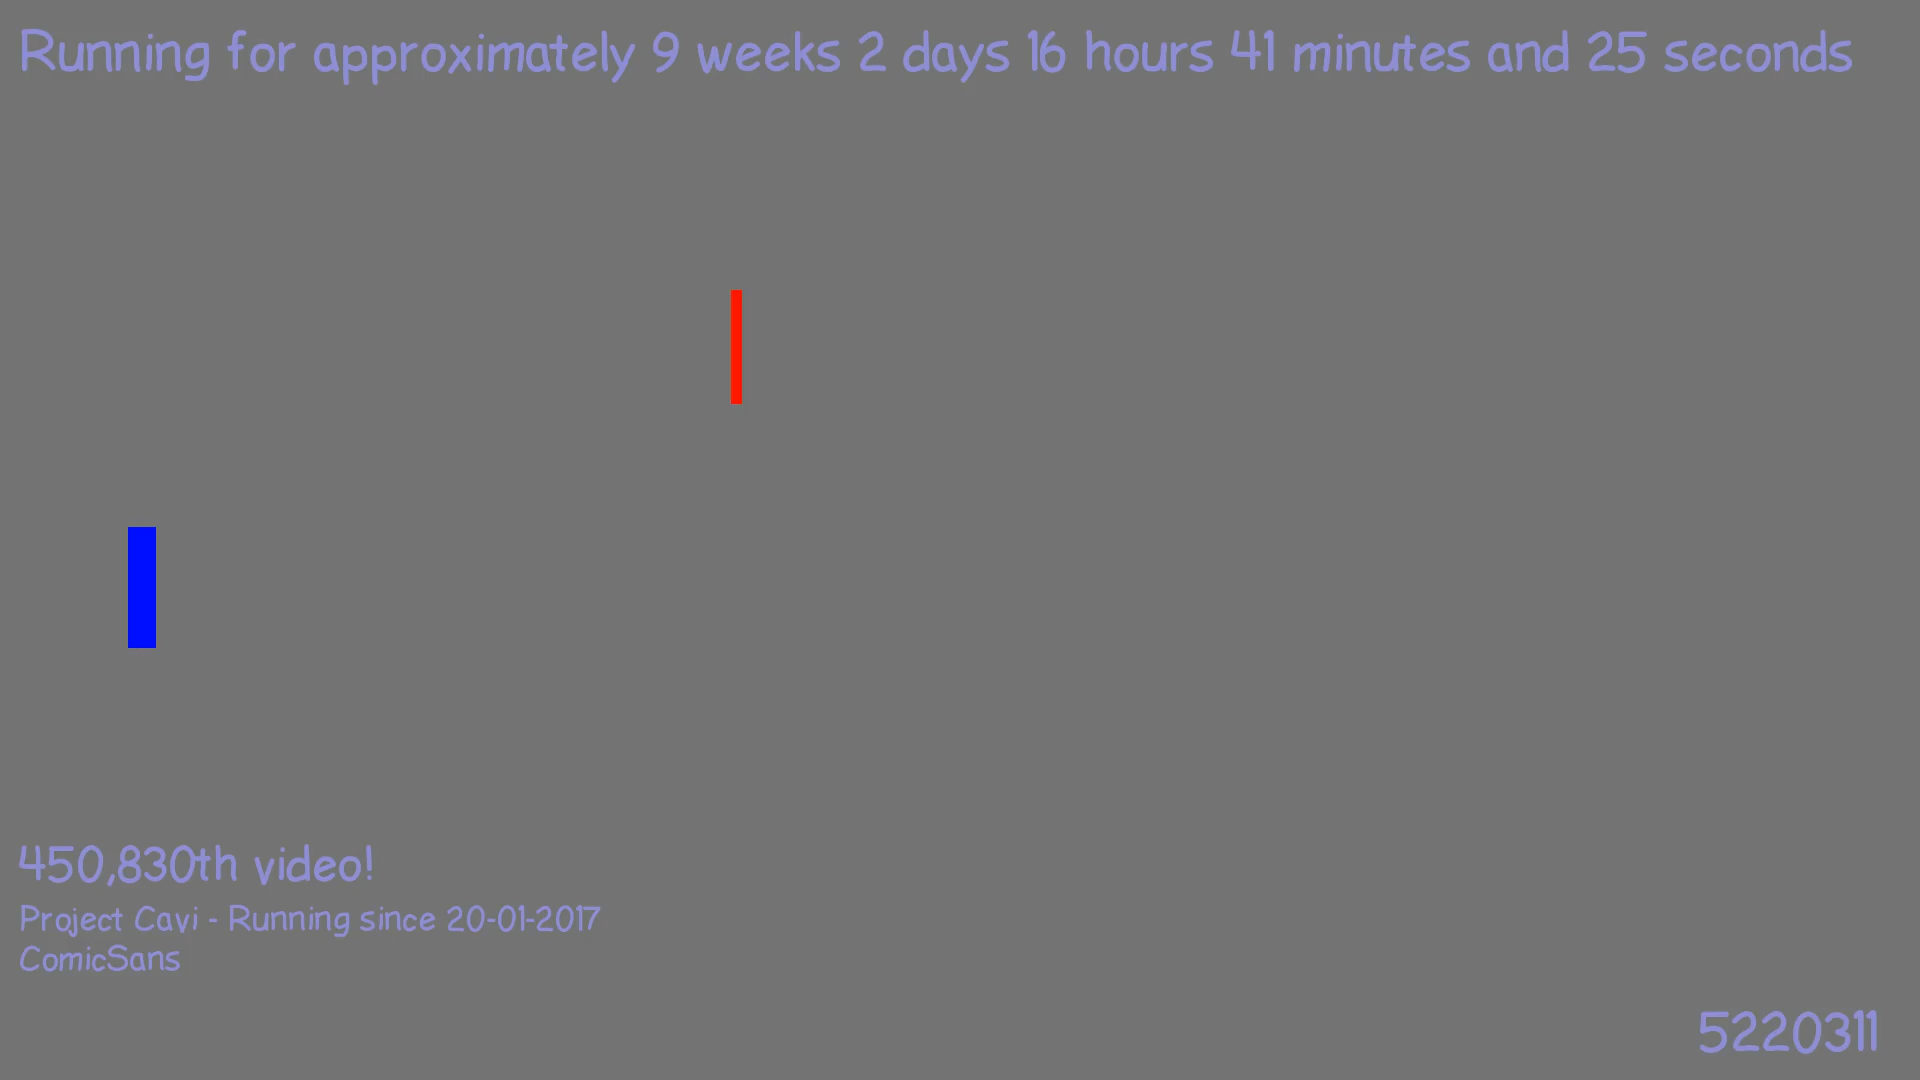 Running for approximately 9 weeks 2 days 16 hours 41 minutes and 25 seconds
450,830th video!
Project Cavi - Running since 20-01-2017
ComicSans
5220311